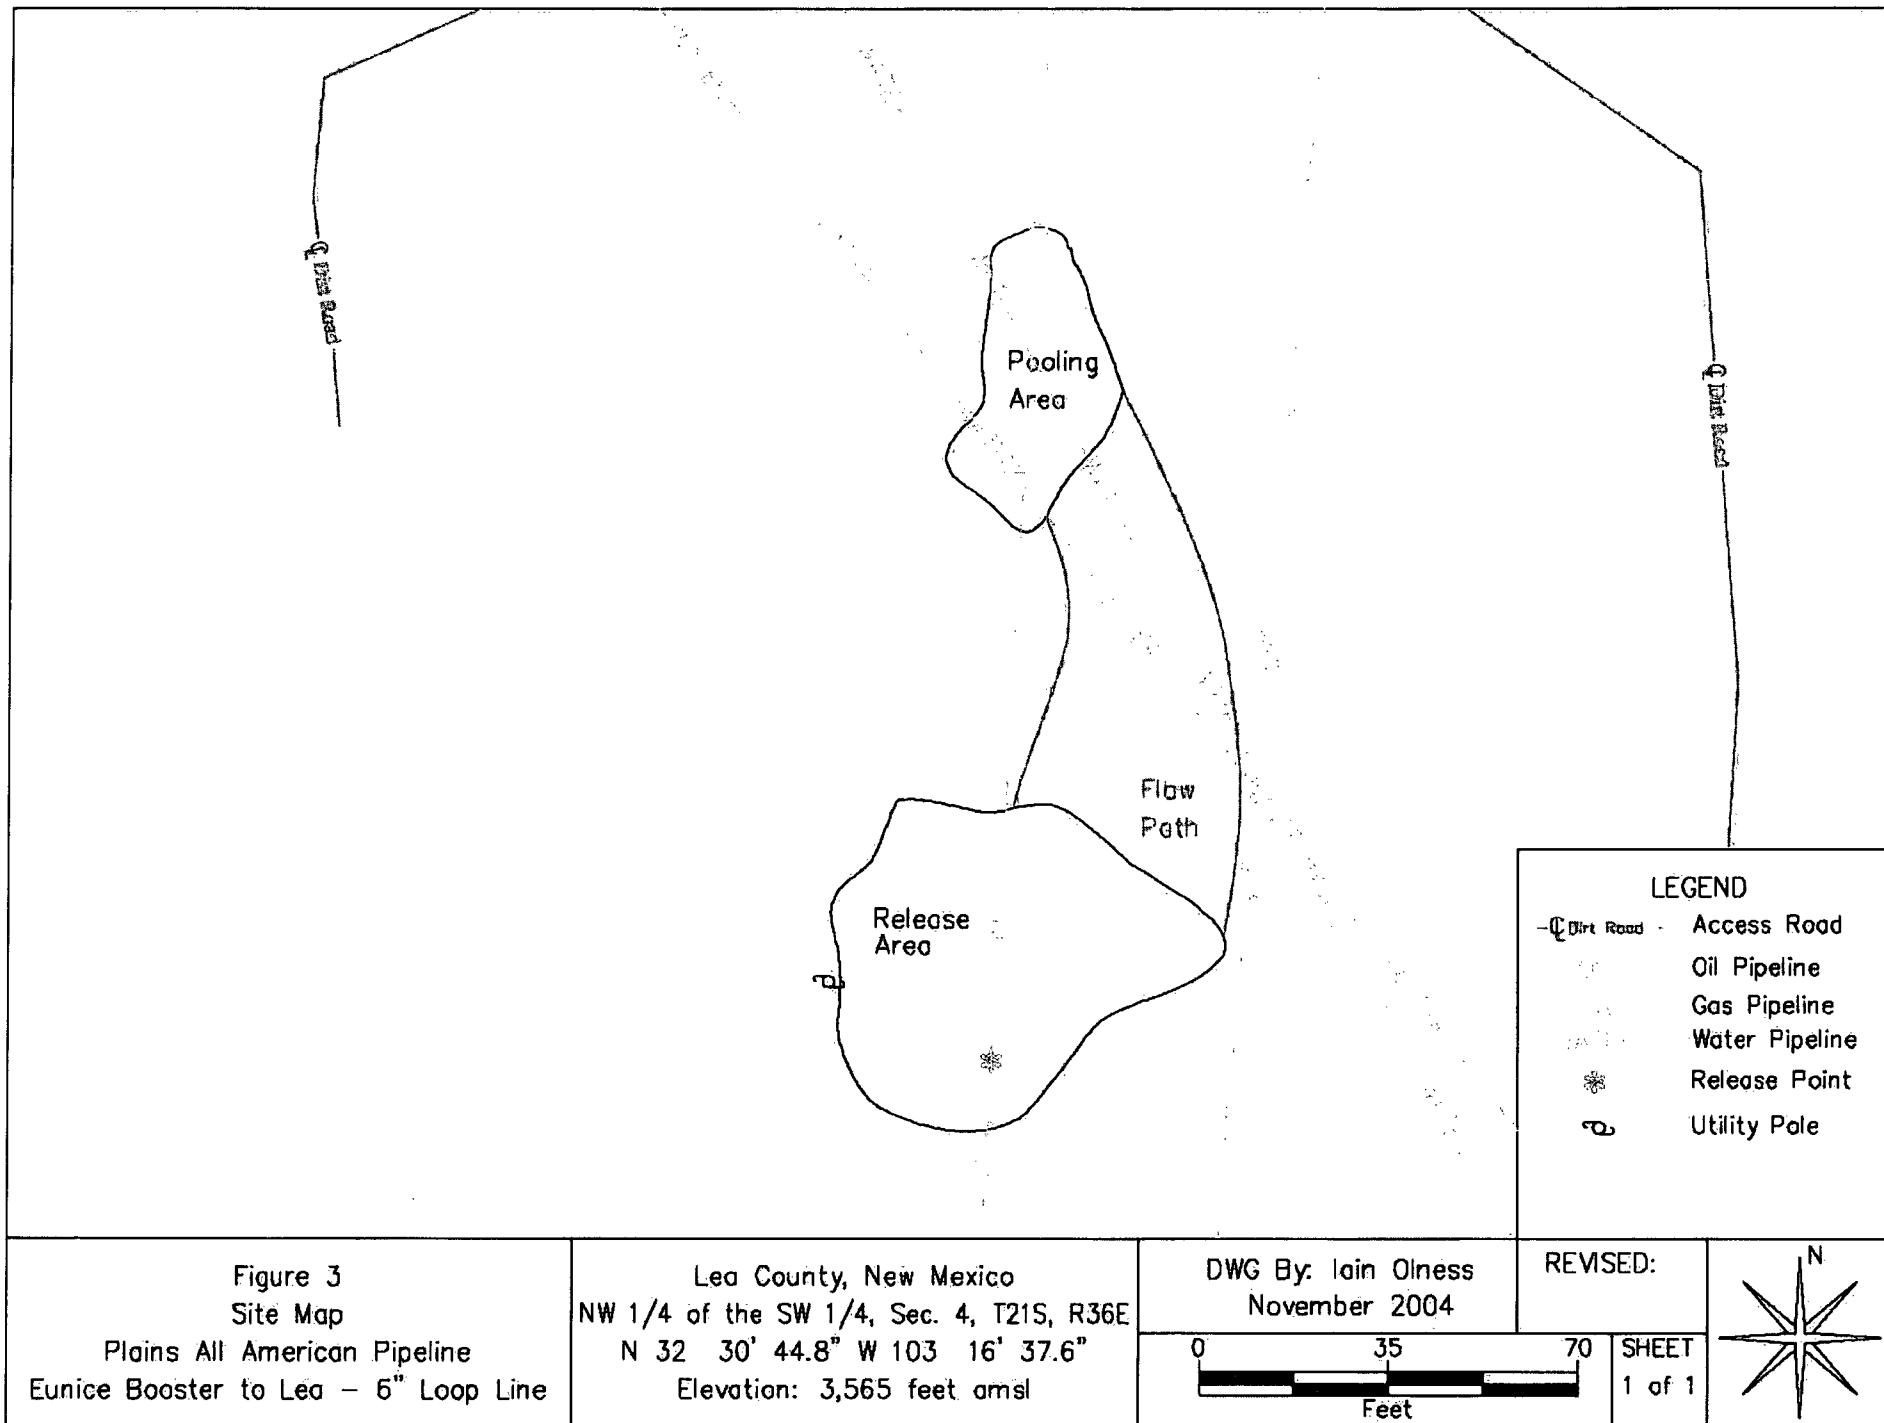 ℄ Dirt Road
℄ Dirt Road
Pooling
Area
Flow
Path
Release
Area
LEGEND
-℄ Dirt Road - Access Road
Oil Pipeline
Gas Pipeline
Water Pipeline
Release Point
Utility Pole
Figure 3
Site Map
Plains All American Pipeline
Eunice Booster to Lea - 6" Loop Line
Lea County, New Mexico
NW 1/4 of the SW 1/4, Sec. 4, T21S, R36E
N 32 30' 44.8" W 103 16' 37.6"
Elevation: 3,565 feet amsl
DWG By: Iain Olness
November 2004
REVISED:
0 35 70
Feet
SHEET
1 of 1
N